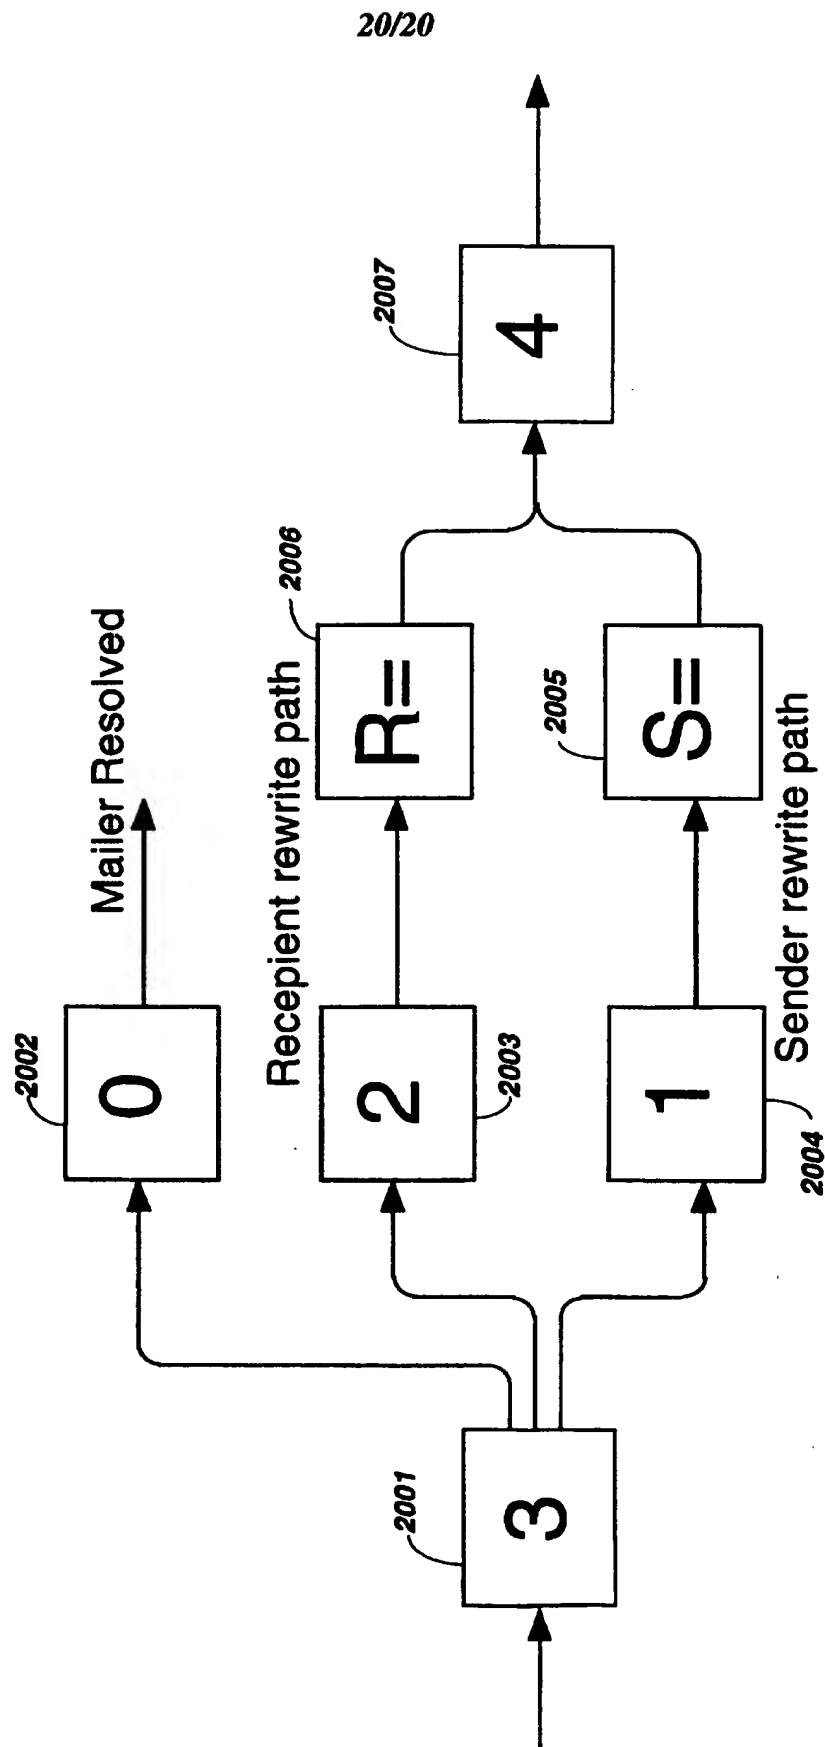 20/20
2002
0
Mailer Resolved
Recepient rewrite path
2001
3
2
2003
R=
2006
2007
4
1
2004
S=
2005
Sender rewrite path